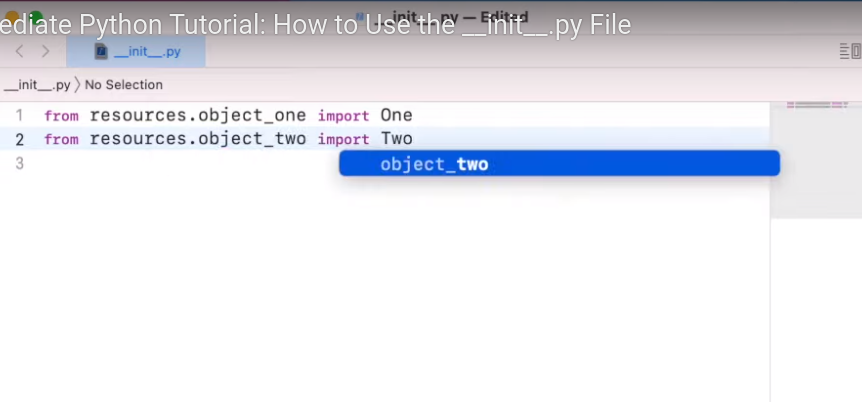 ediate Python Tutorial: How to Use the __init__.py File
__init__.py — Edited
__init__.py
__init__.py 〉 No Selection
1 from resources.object_one import One
2 from resources.object_two import Two
object_two
3